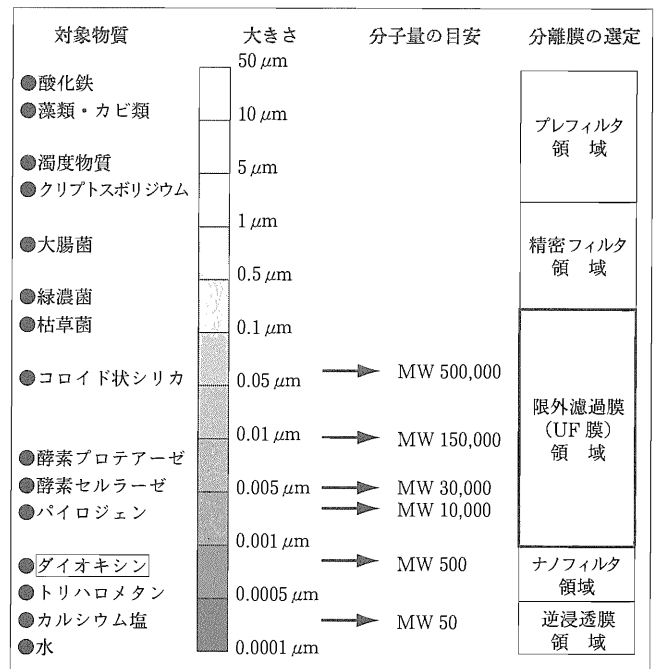 対象物質 大きさ 分子量の目安 分離膜の選定
50 μm
●酸化鉄
●藻類・カビ類
10 μm
プレフィルタ
領 域
●濁度物質
5 μm
●クリプトスポリジウム
1 μm
●大腸菌
精密フィルタ
領 域
0.5 μm
●緑濃菌
●枯草菌
0.1 μm
MW 500,000
●コロイド状シリカ
0.05 μm
限外濾過膜
(UF 膜)
領 域
0.01 μm
MW 150,000
●酵素プロテアーゼ
●酵素セルラーゼ
0.005 μm
MW 30,000
●パイロジェン
MW 10,000
0.001 μm
●ダイオキシン
MW 500
ナノフィルタ
領域
●トリハロメタン
0.0005 μm
●カルシウム塩
MW 50
逆浸透膜
領 域
●水
0.0001 μm